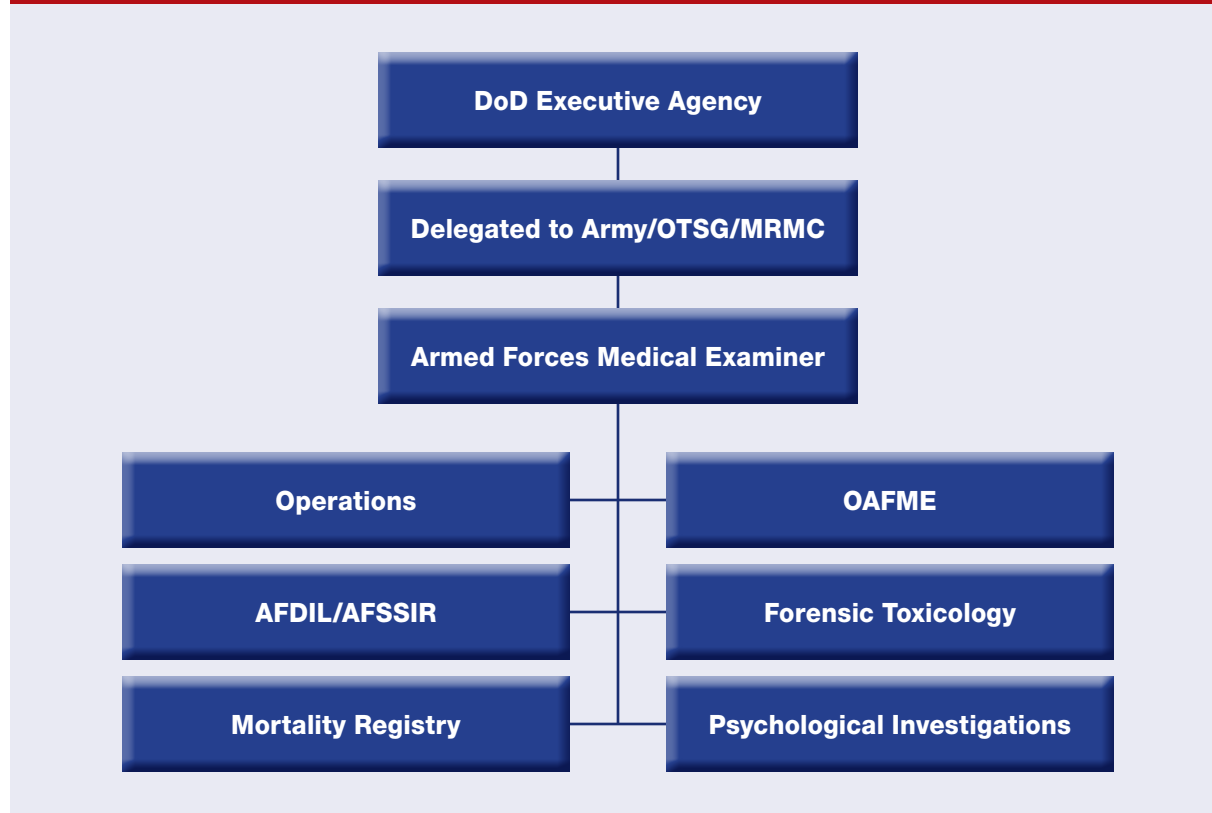 DoD Executive Agency
Delegated to Army/OTSG/MRMC
Armed Forces Medical Examiner
Operations
OAFME
AFDIL/AFSSIR
Forensic Toxicology
Mortality Registry
Psychological Investigations